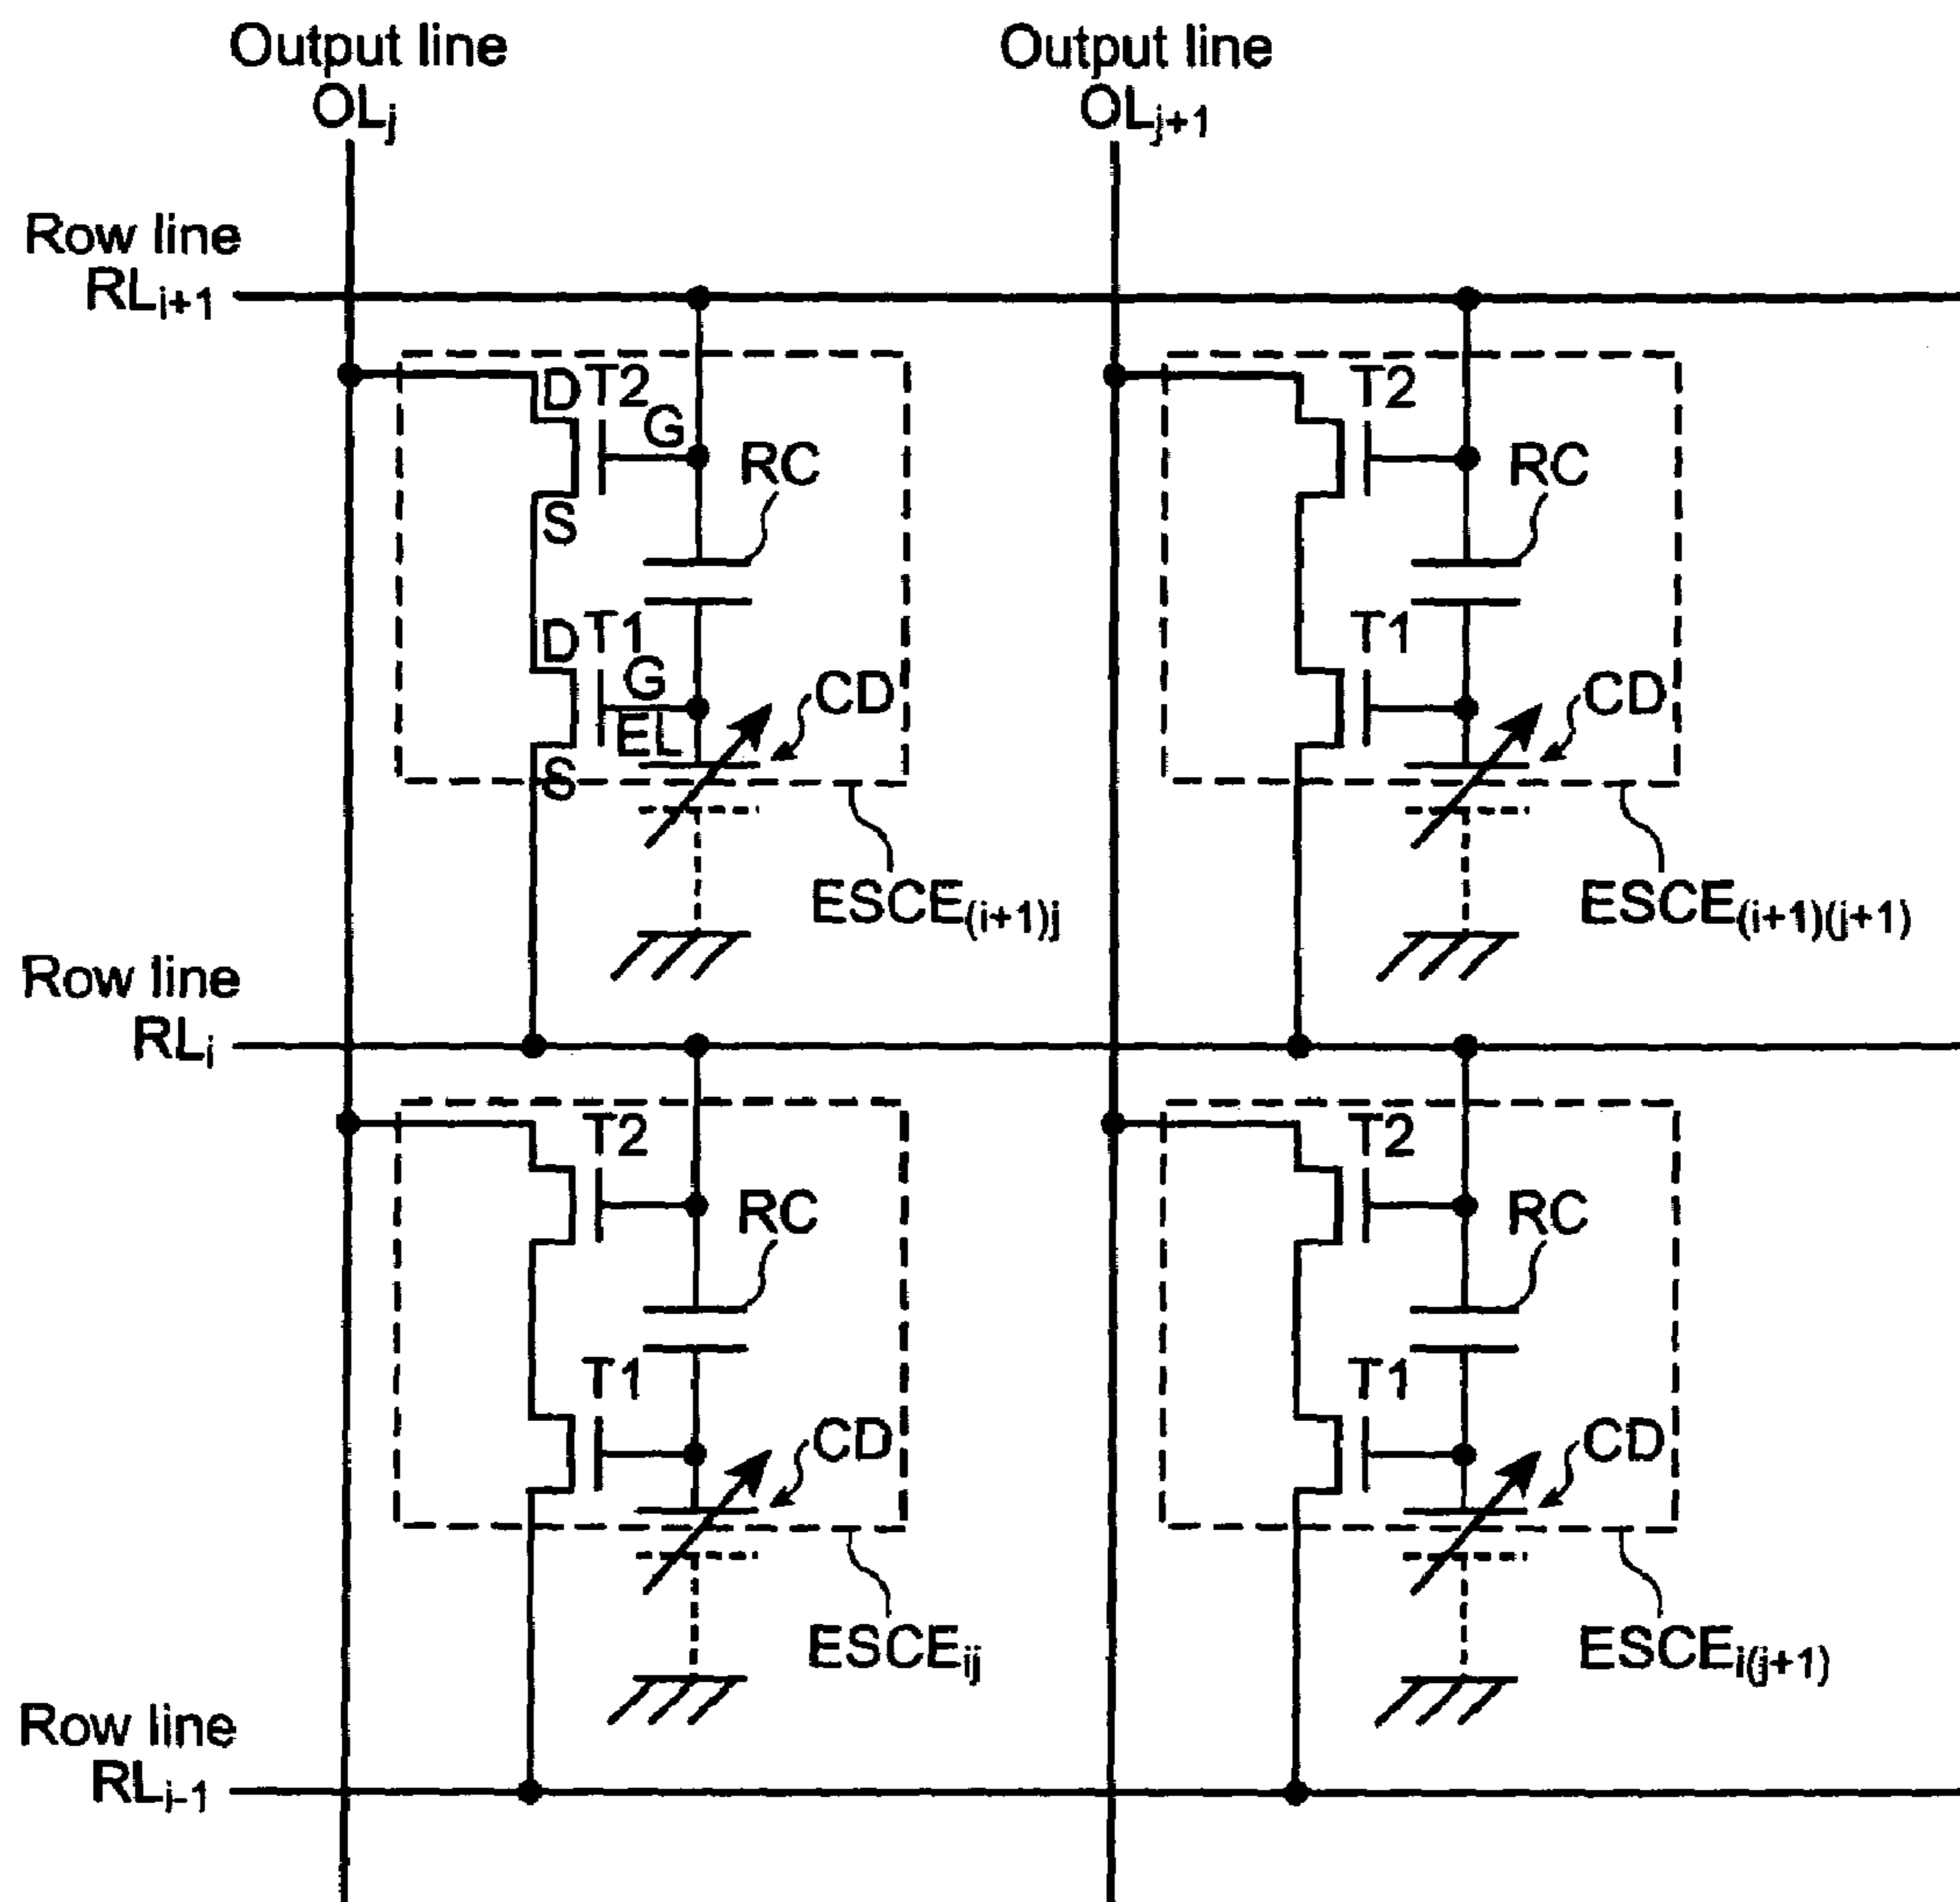 Output line
OLj
Output line
OLj+1
Row line
RLi+1
D T2
G
RC
S
D T1
G
EL
CD
S
ESCE(i+1)j
T2
RC
T1
CD
ESCE(i+1)(j+1)
Row line
RLi
T2
RC
T1
CD
ESCEij
T2
RC
T1
CD
ESCEi(j+1)
Row line
RLj-1